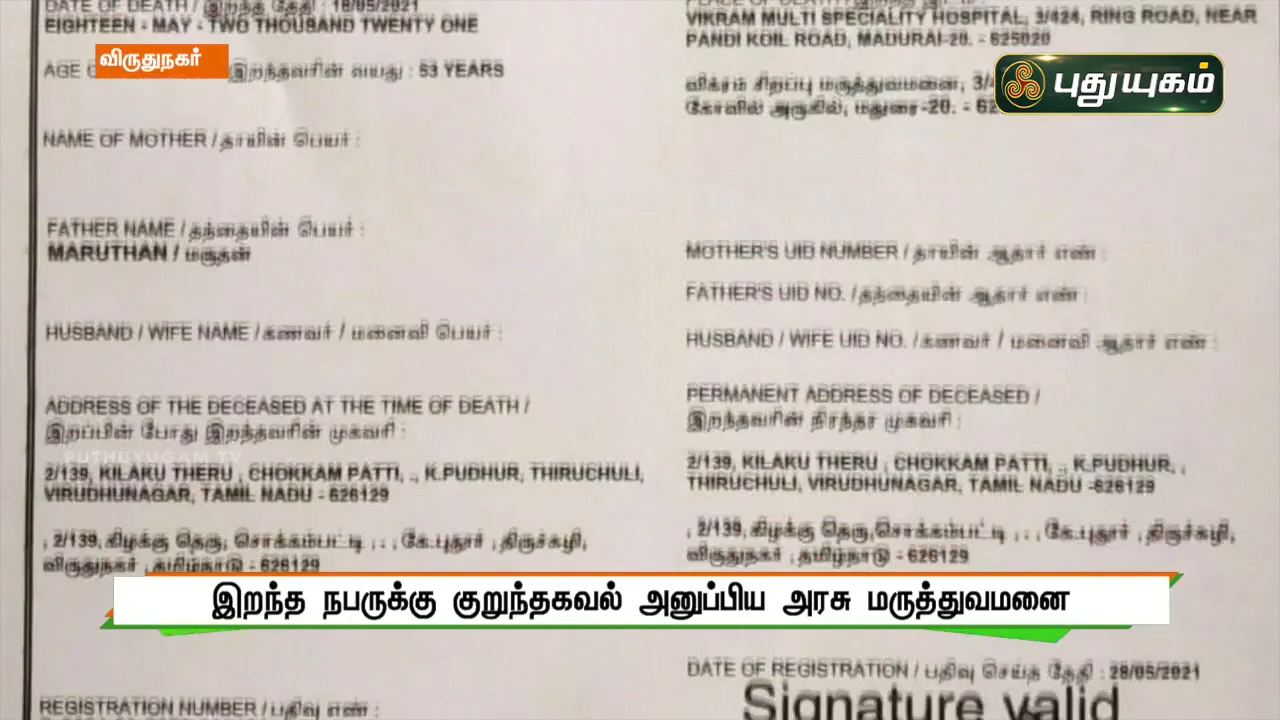 DATE OF DEATH / இறந்த தேதி : 18/05/2021
EIGHTEEN - MAY - TWO THOUSAND TWENTY ONE
விருதுநகர்
AGE இறந்தவரின் வயது : 53 YEARS
NAME OF MOTHER / தாயின் பெயர் :
FATHER NAME / தந்தையின் பெயர் :
MARUTHAN / மருதன்
HUSBAND / WIFE NAME / கணவர் / மனைவி பெயர் :
ADDRESS OF THE DECEASED AT THE TIME OF DEATH /
இறப்பின் போது இறந்தவரின் முகவரி :
PUTHUYUGAM TV
2/139, KILAKU THERU , CHOKKAM PATTI, ., K.PUDHUR, THIRUCHULI,
VIRUDHUNAGAR, TAMIL NADU - 626129
, 2/139, கிழக்கு தெரு, சொக்கம்பட்டி , . , கே.புதூர் , திருச்சுழி,
விருதுநகர் , தமிழ்நாடு - 626129
REGISTRATION NUMBER / பதிவு எண் :
PLACE OF DEATH /
VIKRAM MULTI SPECIALITY HOSPITAL, 3/424, RING ROAD, NEAR
PANDI KOIL ROAD, MADURAI-20. - 625020
விக்ரம் சிறப்பு மருத்துவமனை, 3/4
கோவில் அருகில், மதுரை-20. - 62
புதுயுகம்
MOTHER'S UID NUMBER / தாயின் ஆதார் எண் :
FATHER'S UID NO. / தந்தையின் ஆதார் எண் :
HUSBAND / WIFE UID NO. / கணவர் / மனைவி ஆதார் எண் :
PERMANENT ADDRESS OF DECEASED /
இறந்தவரின் நிரந்தர முகவரி :
2/139, KILAKU THERU , CHOKKAM PATTI, ., K.PUDHUR, ,
THIRUCHULI, VIRUDHUNAGAR, TAMIL NADU -626129
, 2/139, கிழக்கு தெரு,சொக்கம்பட்டி , . , கே.புதூர் , திருச்சுழி,
விருதுநகர் , தமிழ்நாடு - 626129
இறந்த நபருக்கு குறுந்தகவல் அனுப்பிய அரசு மருத்துவமனை
DATE OF REGISTRATION / பதிவு செய்த தேதி : 28/05/2021
Signature valid